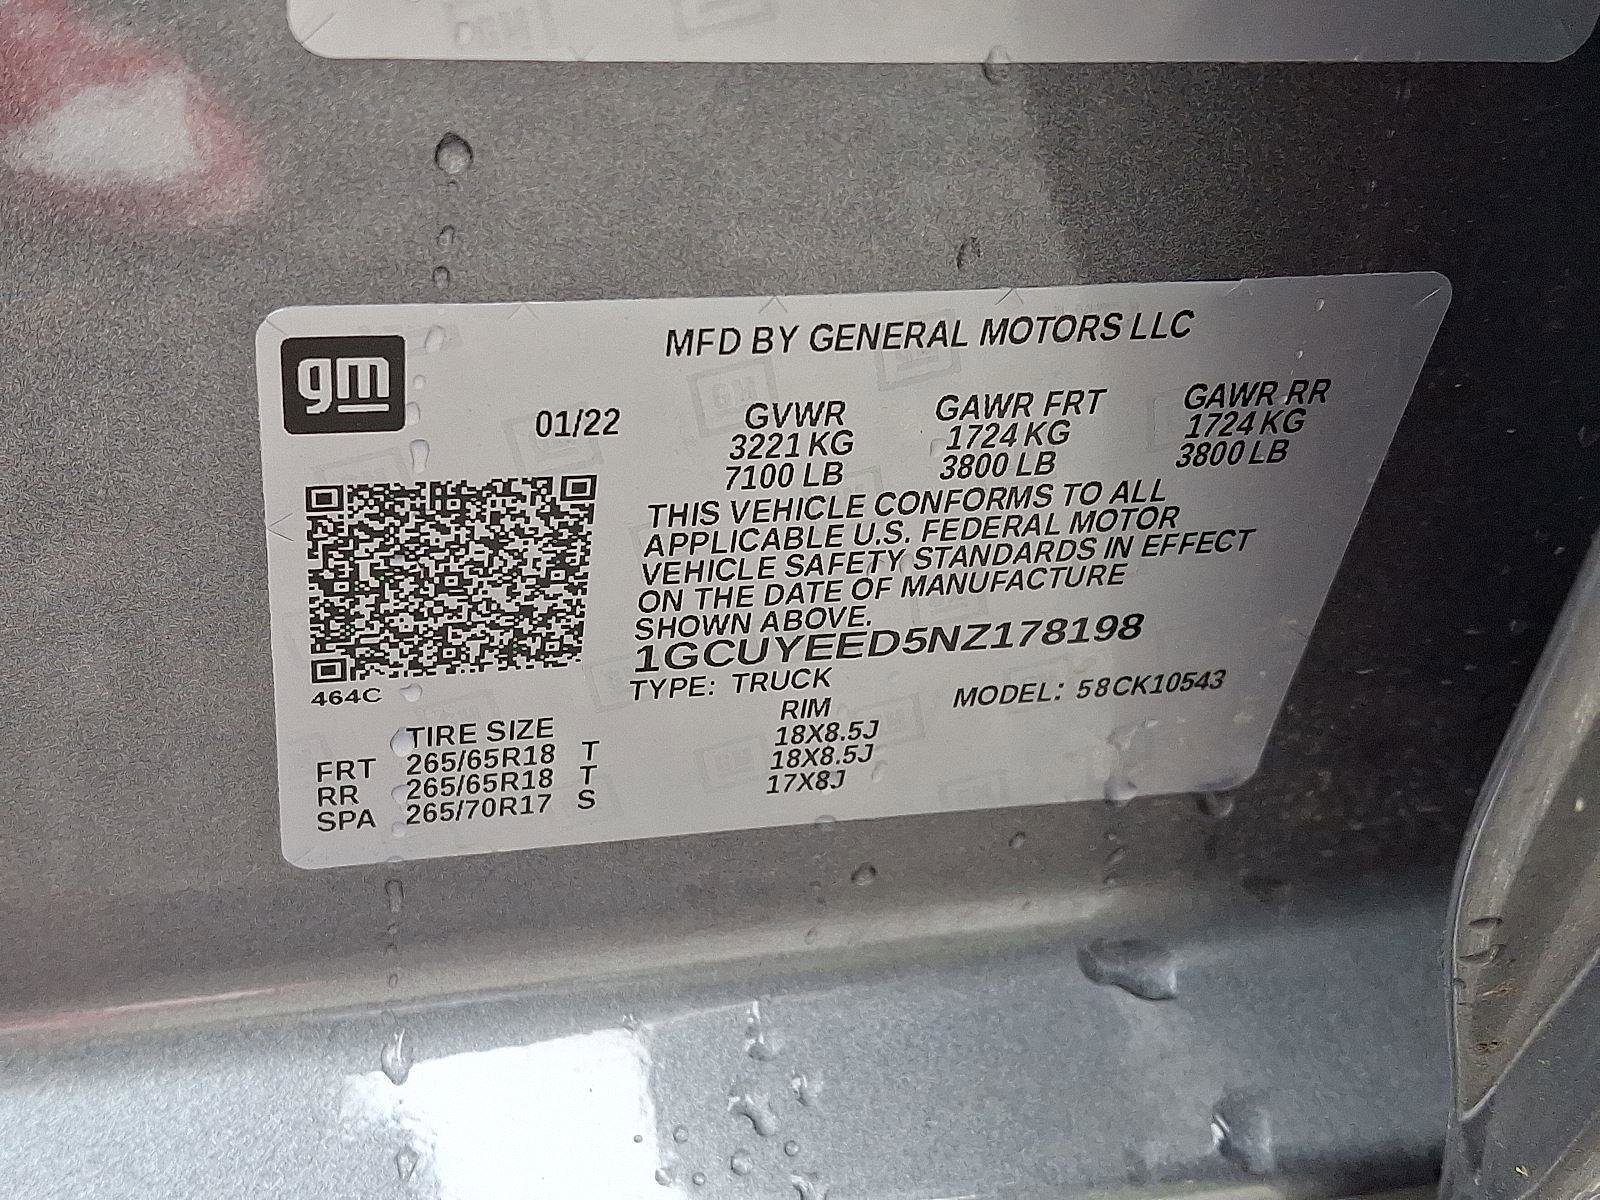 gm
MFD BY GENERAL MOTORS LLC
01/22 GVWR GAWR FRT GAWR RR
3221 KG 1724 KG 1724 KG
7100 LB 3800 LB 3800 LB
THIS VEHICLE CONFORMS TO ALL
APPLICABLE U.S. FEDERAL MOTOR
VEHICLE SAFETY STANDARDS IN EFFECT
ON THE DATE OF MANUFACTURE
SHOWN ABOVE.
1GCUYEED5NZ178198
464C
TYPE: TRUCK MODEL: 58CK10543
TIRE SIZE RIM
FRT 265/65R18 T 18X8.5J
RR 265/65R18 T 18X8.5J
SPA 265/70R17 S 17X8J